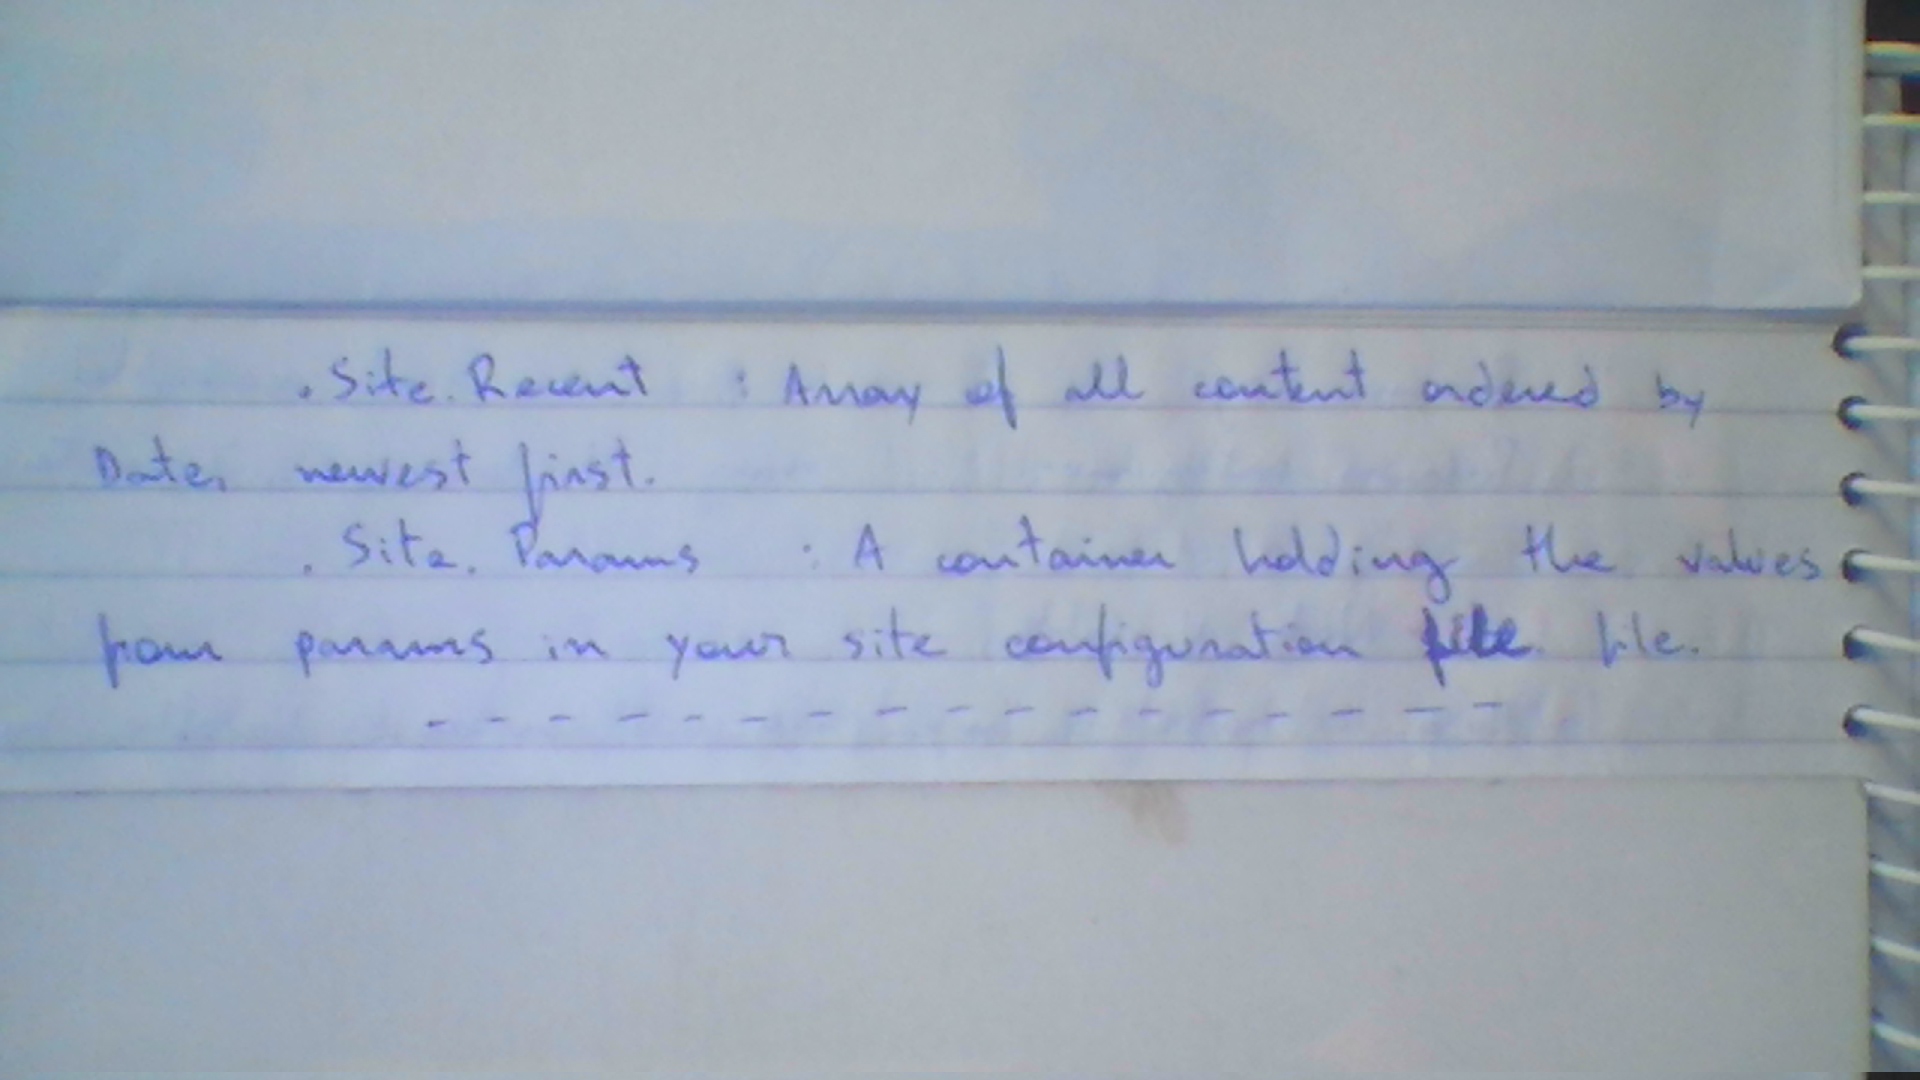 .Site.Recent : Array of all content ordered by
Date, newest first.
.Site.Params : A container holding the values
from params in your site configuration file.
- - - - - - - - - - - - - - - - -